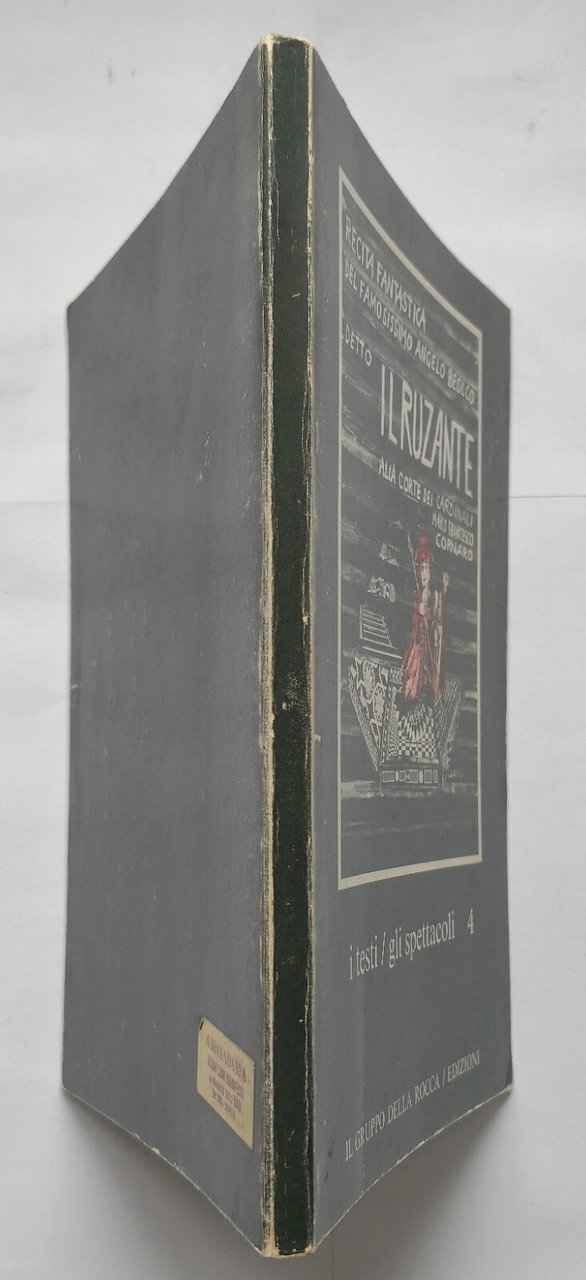 RECITA FANTASTICA
DEL FAMOSISSIMO ANGELO BEOLCO
DETTO
IL RUZANTE
ALLA CORTE DEI CARDINALI
MARCO FRANCESCO
CORNARO
i testi / gli spettacoli 4
IL GRUPPO DELLA ROCCA / EDIZIONI